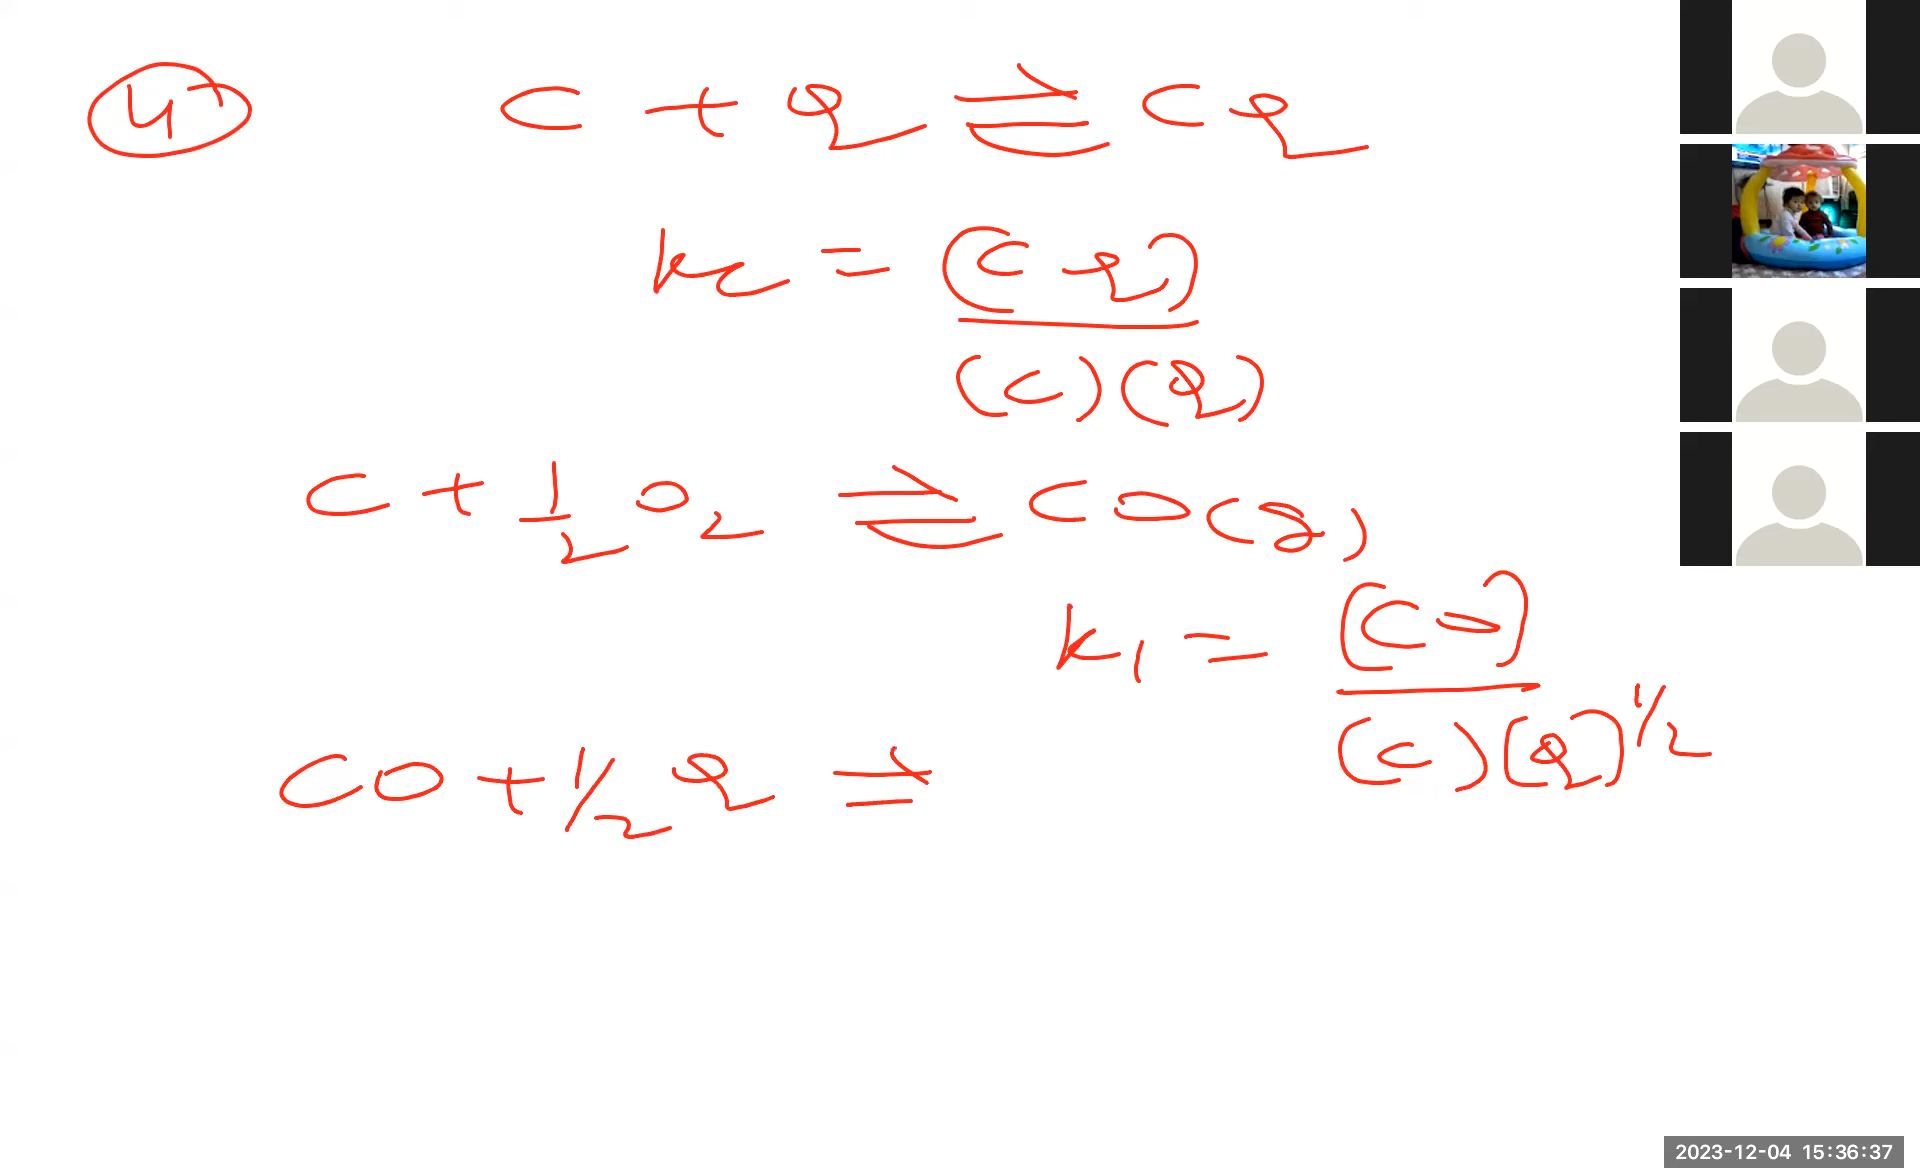 4
C + O2 ⇌ CO2
Kc = (CO2)
(C)(O2)
C + 1/2 O2 ⇌ CO(g)
K1 = [CO]
(C)[O2]^1/2
CO + 1/2 O2 ⇌
2023-12-04 15:36:37